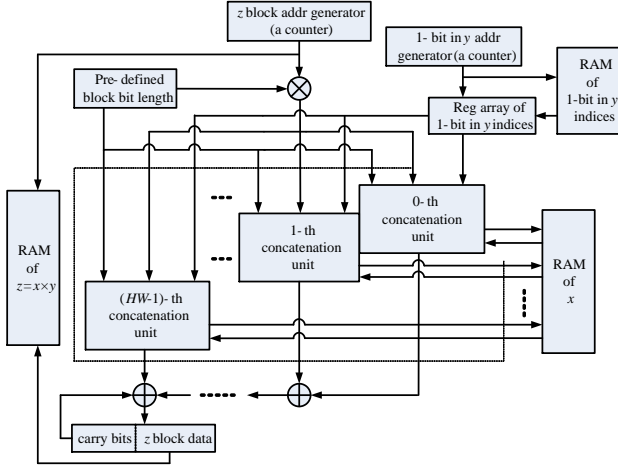 z block addr generator
(a counter)
1- bit in y addr
generator (a counter)
RAM
of
1-bit in y
indices
Pre- defined
block bit length
Reg array of
1-bit in y indices
0- th
concatenation
unit
1- th
concatenation
unit
RAM
of
z=x×y
RAM
of
x
(HW-1)- th
concatenation
unit
carry bits
z block data